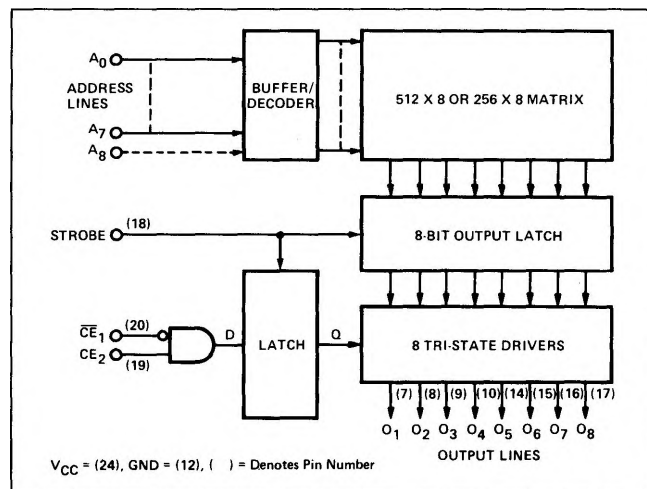 A0
ADDRESS
LINES
A7
A8
BUFFER/
DECODER
512 X 8 OR 256 X 8 MATRIX
STROBE (18)
8-BIT OUTPUT LATCH
CE1 (20)
CE2 (19)
D
LATCH
Q
8 TRI-STATE DRIVERS
(7) (8) (9) (10) (14) (15) (16) (17)
O1 O2 O3 O4 O5 O6 O7 O8
OUTPUT LINES
VCC = (24), GND = (12), ( ) = Denotes Pin Number